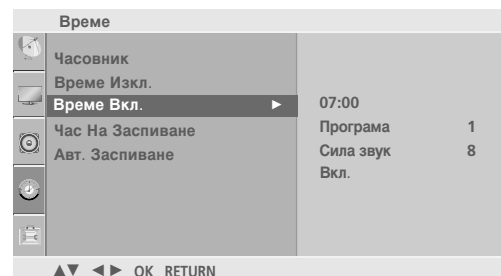 Време
Часовник
Време Изкл.
Време Вкл. ►
Час На Заспиване
Авт. Заспиване
07:00
Програма 1
Сила звук 8
Вкл.
▲▼ ◄► OK RETURN